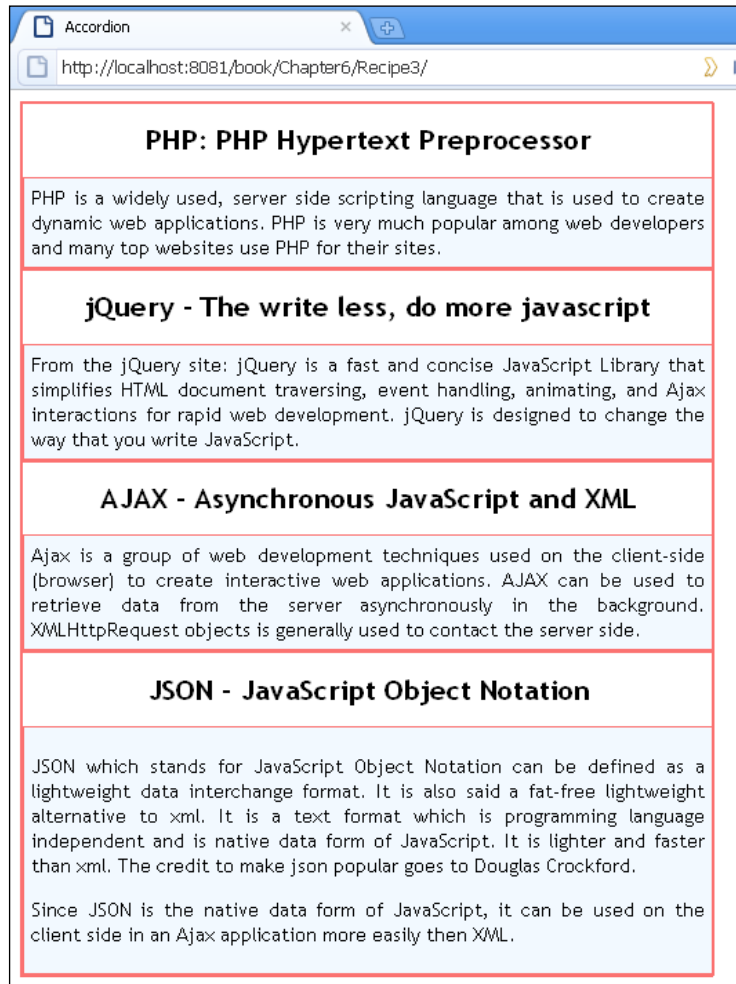 Accordion
http://localhost:8081/book/Chapter6/Recipe3/
PHP: PHP Hypertext Preprocessor
PHP is a widely used, server side scripting language that is used to create
dynamic web applications. PHP is very much popular among web developers
and many top websites use PHP for their sites.
jQuery - The write less, do more javascript
From the jQuery site: jQuery is a fast and concise JavaScript Library that
simplifies HTML document traversing, event handling, animating, and Ajax
interactions for rapid web development. jQuery is designed to change the
way that you write JavaScript.
AJAX - Asynchronous JavaScript and XML
Ajax is a group of web development techniques used on the client-side
(browser) to create interactive web applications. AJAX can be used to
retrieve data from the server asynchronously in the background.
XMLHttpRequest objects is generally used to contact the server side.
JSON - JavaScript Object Notation
JSON which stands for JavaScript Object Notation can be defined as a
lightweight data interchange format. It is also said a fat-free lightweight
alternative to xml. It is a text format which is programming language
independent and is native data form of JavaScript. It is lighter and faster
than xml. The credit to make json popular goes to Douglas Crockford.
Since JSON is the native data form of JavaScript, it can be used on the
client side in an Ajax application more easily then XML.